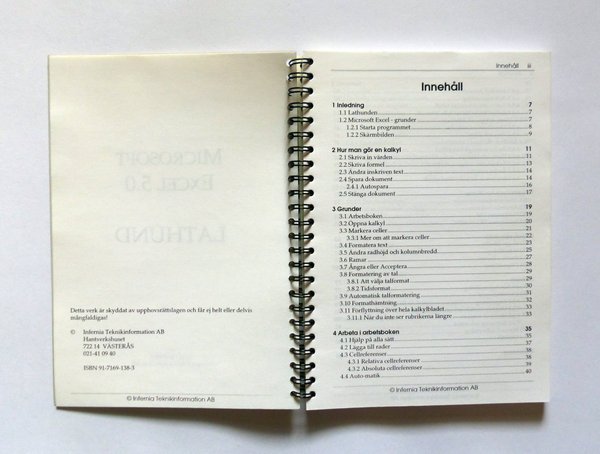 MICROSOFT
EXCEL 5.0
LATHUND
Detta verk är skyddat av upphovsrättslagen och får ej helt eller delvis
mångfaldigas!
© Infernia Teknikinformation AB
Hantverkshuset
722 14 VÄSTERÅS
021-41 09 40
ISBN 91-7169-138-3
© Infernia Teknikinformation AB
Innehåll iii
Innehåll
1 Inledning 7
1.1 Lathunden 7
1.2 Microsoft Excel - grunder 7
1.2.1 Starta programmet 8
1.2.2 Skärmbilden 9
2 Hur man gör en kalkyl 11
2.1 Skriva in värden 11
2.2 Skriva formel 13
2.3 Ändra inskriven text 14
2.4 Spara dokument 14
2.4.1 Autospara 16
2.5 Stänga dokument 17
3 Grunder 19
3.1 Arbetsboken 19
3.2 Öppna kalkyl 20
3.3 Markera celler 21
3.3.1 Mer om att markera celler 22
3.4 Formatera text 23
3.5 Ändra radhöjd och kolumnbredd 25
3.6 Ramar 27
3.7 Ångra eller Acceptera 28
3.8 Formatering av tal 29
3.8.1 Att välja talformat 29
3.8.2 Tidsformat 30
3.9 Automatisk talformatering 31
3.10 Formathämtning 32
3.11 Förflyttning över hela kalkylbladet 33
3.11.1 När du inte ser rubrikerna längre 33
4 Arbeta i arbetsboken 35
4.1 Hjälp på alla sätt 35
4.2 Lägga till rader 37
4.3 Cellreferenser 38
4.3.1 Relativa cellreferenser 38
4.3.2 Absoluta cellreferenser 39
4.4 Auto-matik 40
© Infernia Teknikinformation AB